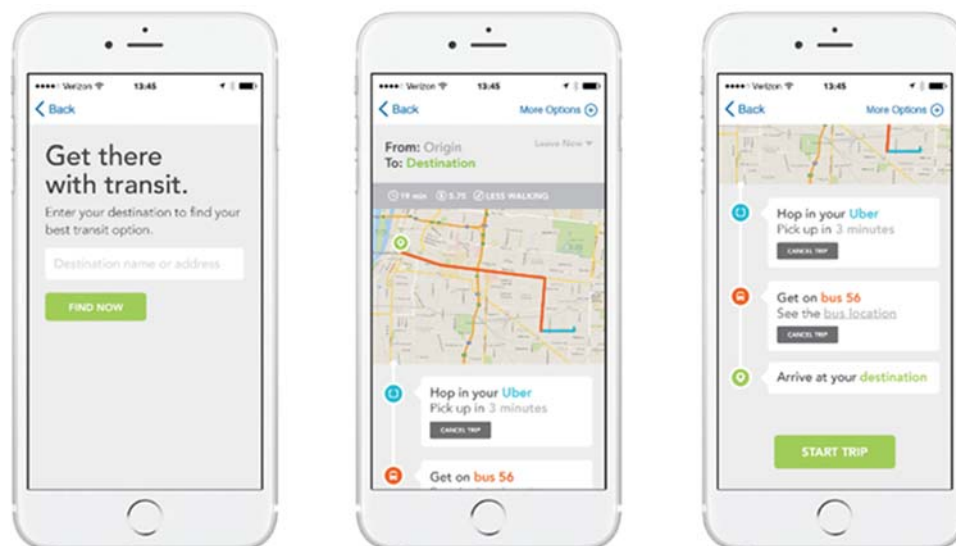 Verizon
13:45
Back
Get there
with transit.
Enter your destination to find your
best transit option.
Destination name or address
FIND NOW
Verizon
13:45
Back
More Options
From: Origin
To: Destination
Leave Now
19 min
5.75
LESS WALKING
Hop in your Uber
Pick up in 3 minutes
CANCEL TRIP
Get on bus 56
Verizon
13:45
Back
More Options
Hop in your Uber
Pick up in 3 minutes
CANCEL TRIP
Get on bus 56
See the bus location
CANCEL TRIP
Arrive at your destination
START TRIP